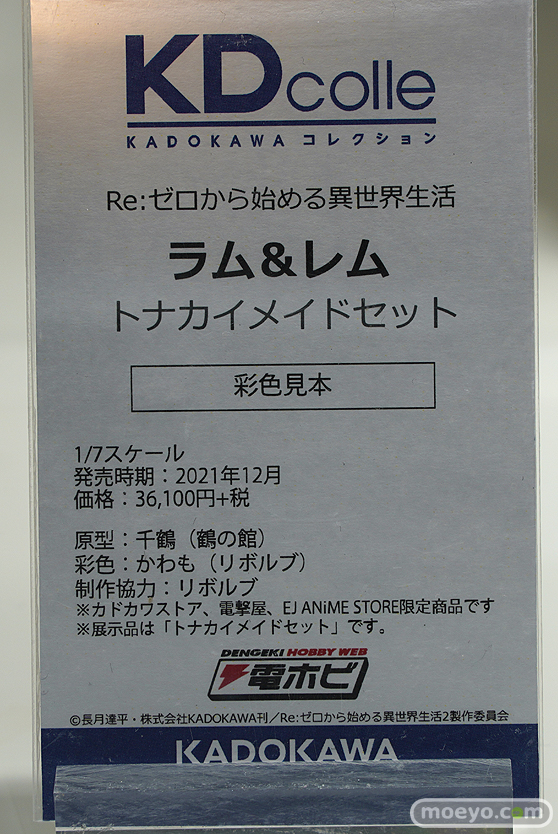 KDcolle
KADOKAWA コレクション
Re:ゼロから始める異世界生活
ラム&レム
トナカイメイドセット
彩色見本
1/7スケール
発売時期：2021年12月
価格：36,100円+税
原型：千鶴（鶴の館）
彩色：かわも（リボルブ）
制作協力：リボルブ
※カドカワストア、電撃屋、EJ ANiME STORE限定商品です
※展示品は「トナカイメイドセット」です。
DENGEKI HOBBY WEB
電ホビ
©長月達平・株式会社KADOKAWA刊／Re:ゼロから始める異世界生活2製作委員会
KADOKAWA
moeyo.com